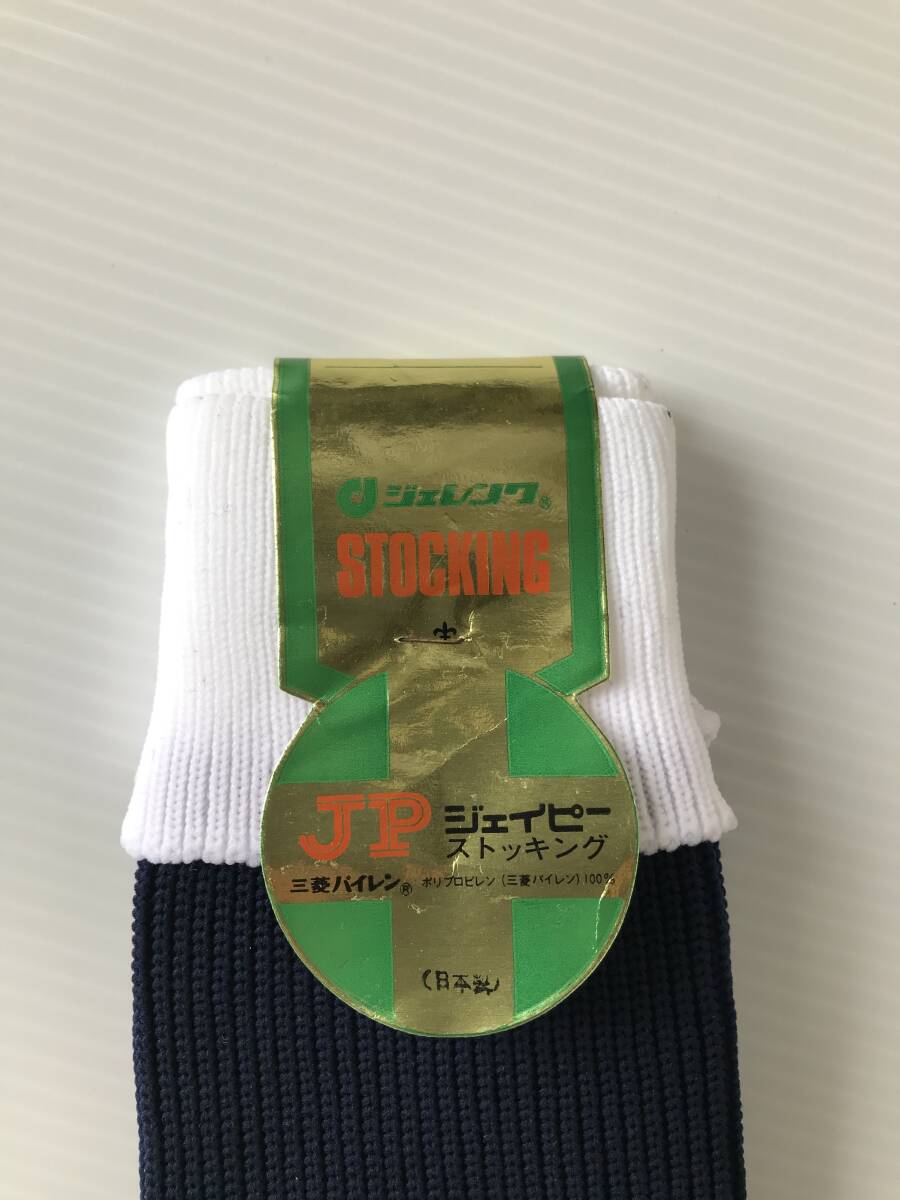 ジェレンク®
STOCKING
JP ジェイピー
ストッキング
三菱パイレン® ポリプロピレン (三菱パイレン) 100%
(日本製)